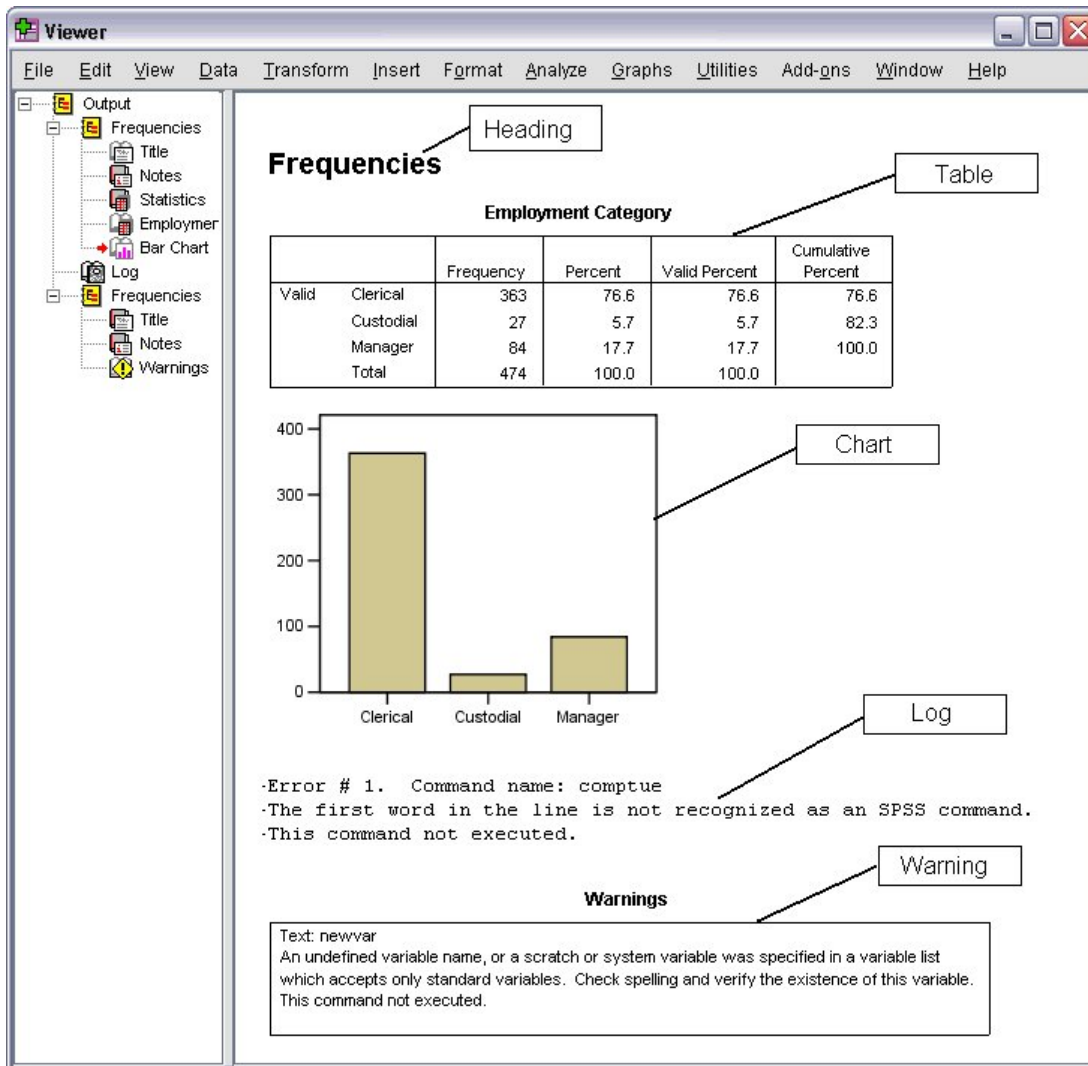 Viewer
File Edit View Data Transform Insert Format Analyze Graphs Utilities Add-ons Window Help
Output
Frequencies
Title
Notes
Statistics
Employmer
Bar Chart
Log
Frequencies
Title
Notes
Warnings
Heading
Frequencies
Table
Employment Category
Frequency Percent Valid Percent Cumulative Percent
Valid Clerical 363 76.6 76.6 76.6
Custodial 27 5.7 5.7 82.3
Manager 84 17.7 17.7 100.0
Total 474 100.0 100.0
Chart
400
300
200
100
0
Clerical Custodial Manager
Log
·Error # 1. Command name: comptue
·The first word in the line is not recognized as an SPSS command.
·This command not executed.
Warning
Warnings
Text: newvar
An undefined variable name, or a scratch or system variable was specified in a variable list
which accepts only standard variables. Check spelling and verify the existence of this variable.
This command not executed.